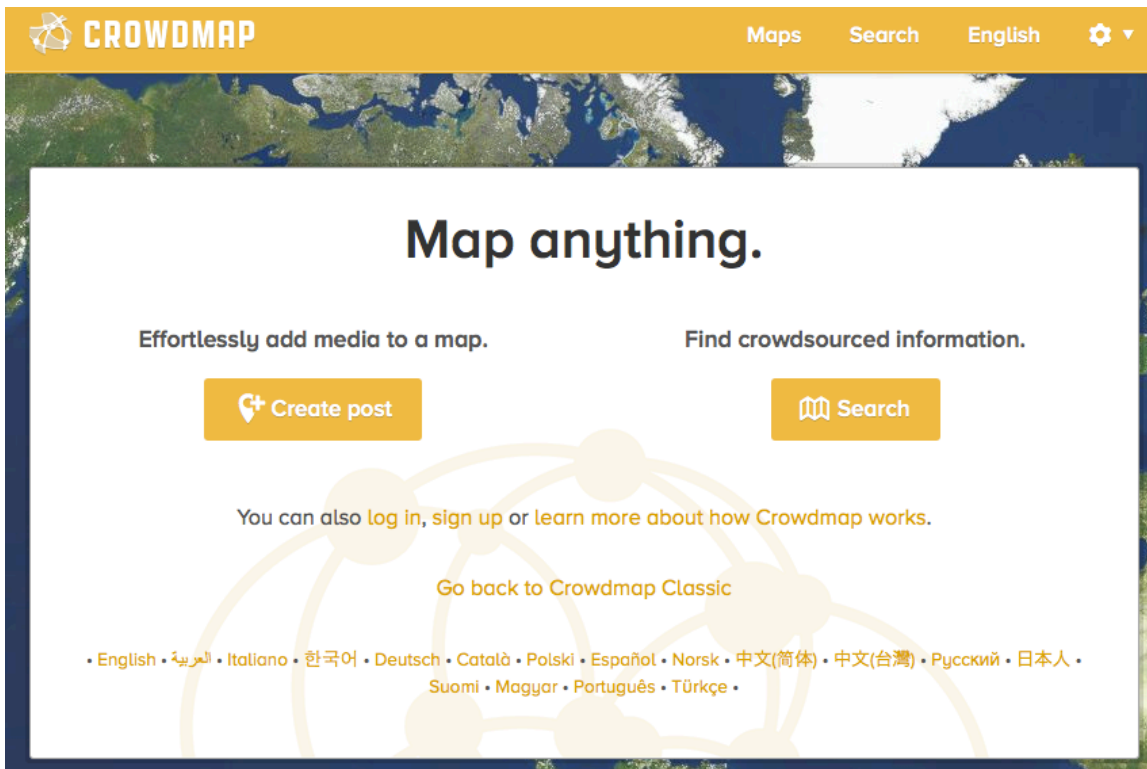 CROWDMAP
Maps Search English
Map anything.
Effortlessly add media to a map.
Find crowdsourced information.
Create post
Search
You can also log in, sign up or learn more about how Crowdmap works.
Go back to Crowdmap Classic
• English • العربية • Italiano • 한국어 • Deutsch • Català • Polski • Español • Norsk • 中文(简体) • 中文(台灣) • Русский • 日本人 •
Suomi • Magyar • Português • Türkçe •